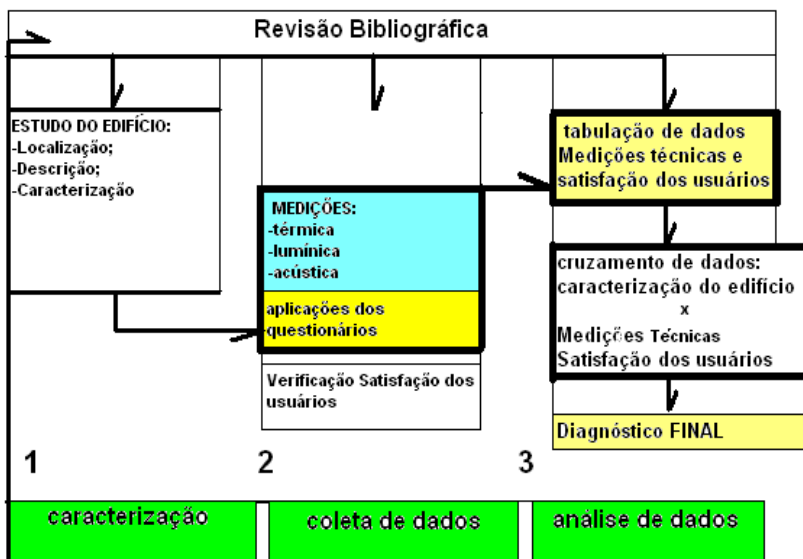 Revisão Bibliográfica
ESTUDO DO EDIFÍCIO:
-Localização;
-Descrição;
-Caracterização
MEDIÇÕES:
-térmica
-lumínica
-acústica
aplicações dos
questionários
Verificação Satisfação dos
usuários
tabulação de dados
Medições técnicas e
satisfação dos usuários
cruzamento de dados:
caracterização do edifício
x
Medições Técnicas
Satisfação dos usuários
Diagnóstico FINAL
1
2
3
caracterização
coleta de dados
análise de dados